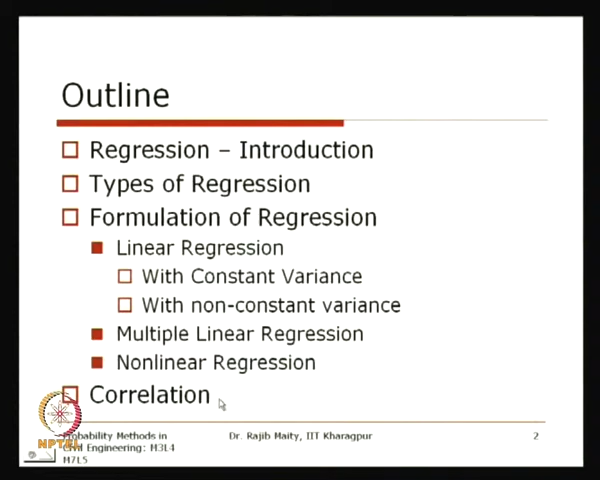 Outline
Regression – Introduction
Types of Regression
Formulation of Regression
Linear Regression
With Constant Variance
With non-constant variance
Multiple Linear Regression
Nonlinear Regression
Correlation
Probability Methods in
Civil Engineering: M3L4
M7L5
Dr. Rajib Maity, IIT Kharagpur
2
NPTEL